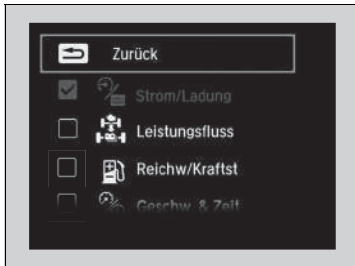 Zurück
Strom/Ladung
Leistungsfluss
Reichw/Kraftst
Geschw. & Zeit